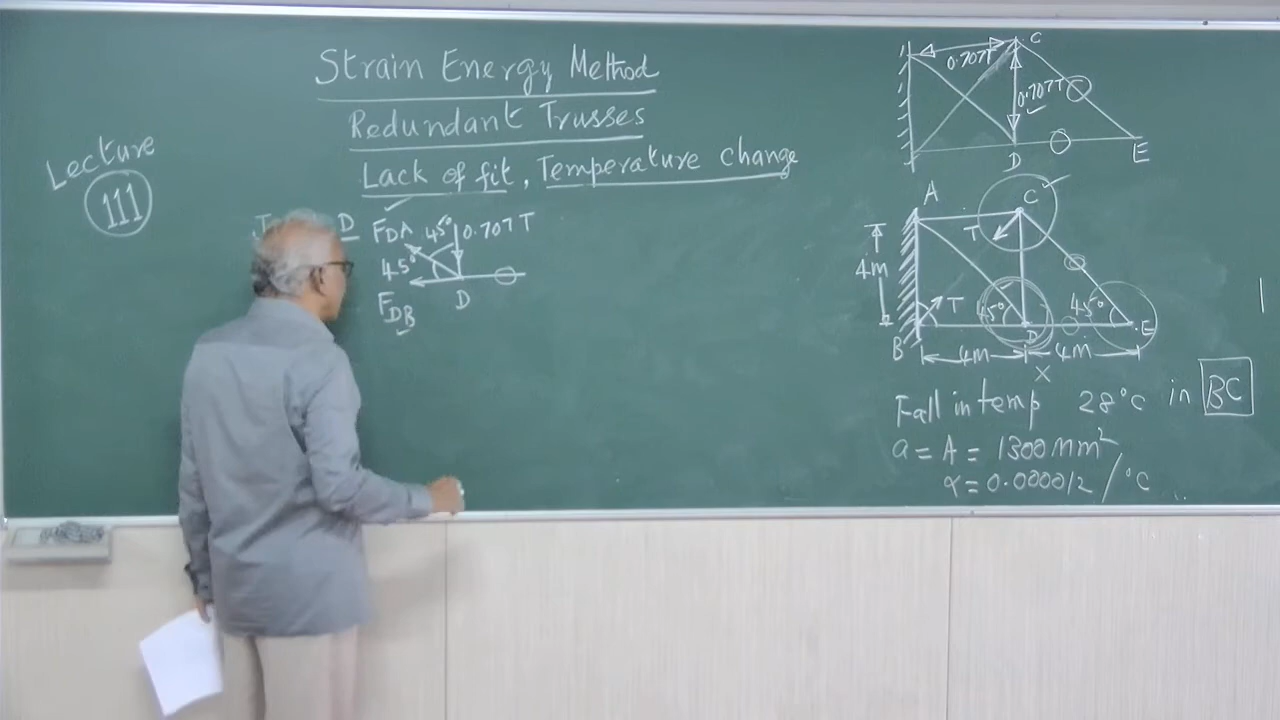 Strain Energy Method
Redundant Trusses
Lack of fit, Temperature change
Lecture
111
D
FDA 45° 0.707T
45°
FDB
D
C
0.707T
0.707T
D
E
A
C
T
4m
T
45°
45°
B
D
E
4m
4m
X
Fall in temp 28°C in BC
a = A = 1300 mm²
α = 0.000012 /°C